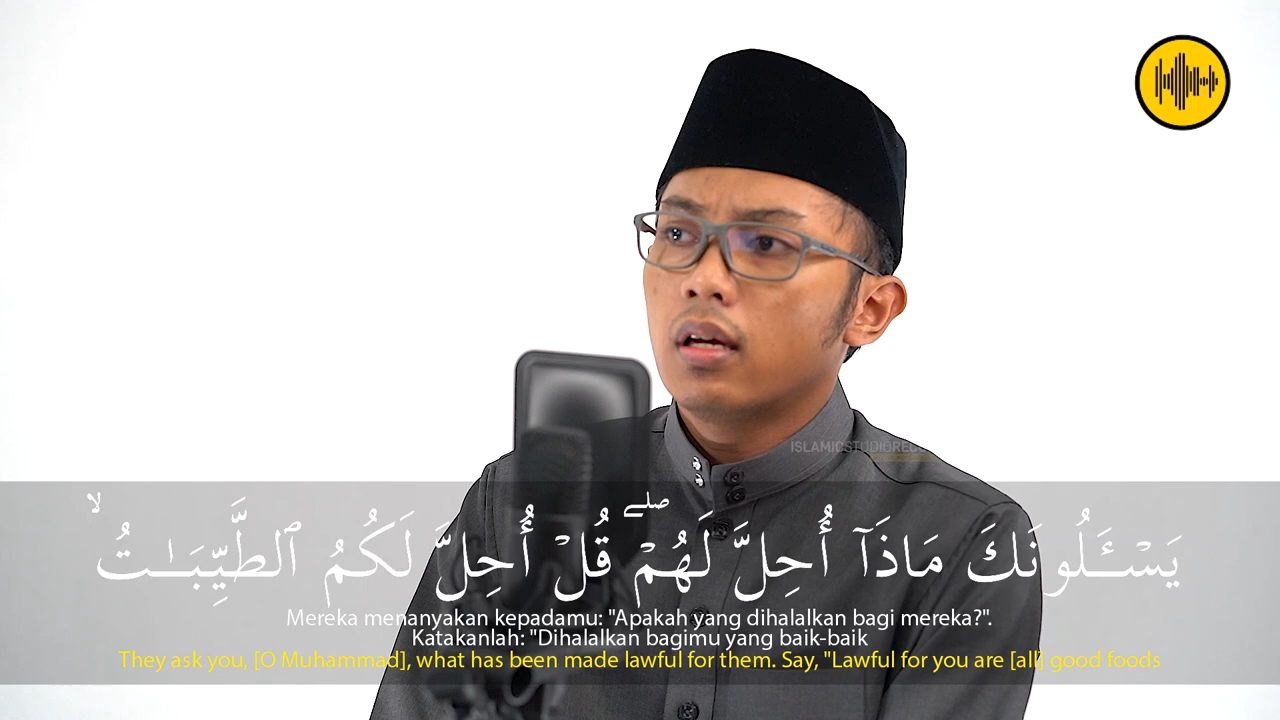 ISLAMICSTUDIOREC
يَسْـَٔلُونَكَ مَاذَآ أُحِلَّ لَهُمْ ۖ قُلْ أُحِلَّ لَكُمُ ٱلطَّيِّبَـٰتُ ۙ
Mereka menanyakan kepadamu: "Apakah yang dihalalkan bagi mereka?".
Katakanlah: "Dihalalkan bagimu yang baik-baik
They ask you, [O Muhammad], what has been made lawful for them. Say, "Lawful for you are [all] good foods